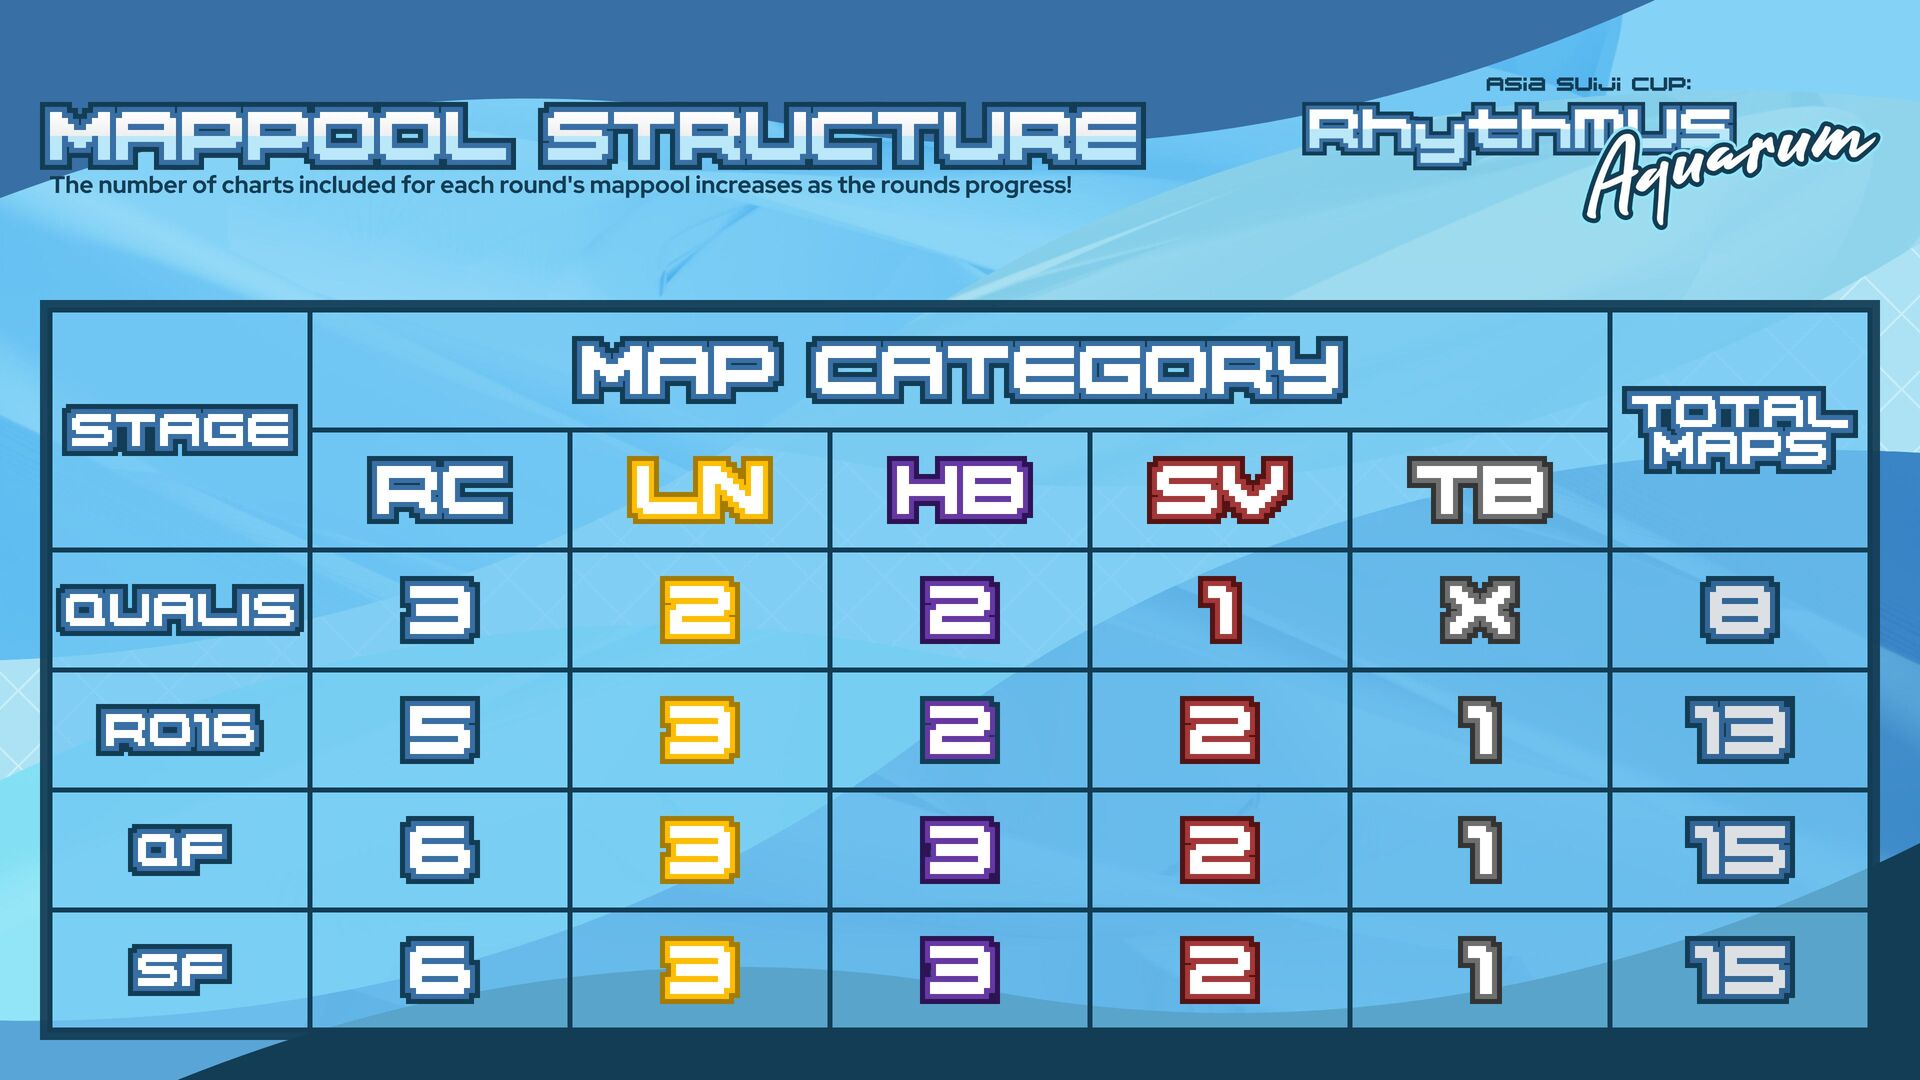 ASIA SUIJI CUP:
MAPPOOL STRUCTURE
RhythMUS
Aquarum
The number of charts included for each round's mappool increases as the rounds progress!
STAGE
MAP CATEGORY
TOTAL
MAPS
RC LN HB SV TB
QUALIS 3 2 2 1 X 8
RO16 5 3 2 2 1 13
QF 6 3 3 2 1 15
SF 6 3 3 2 1 15